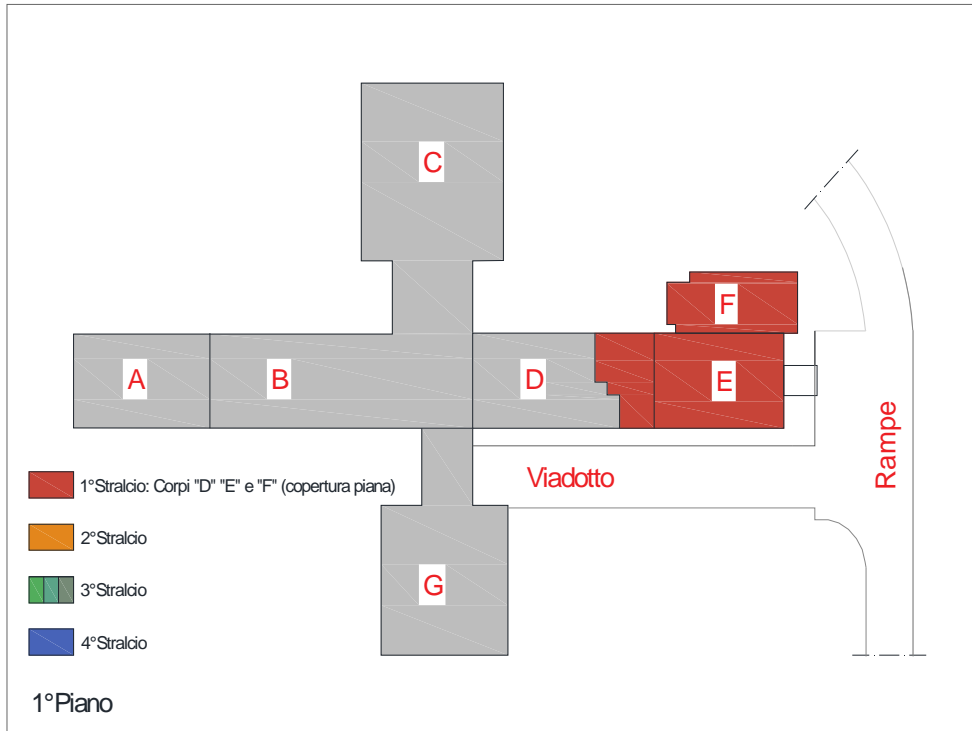 C
F
A
B
D
E
Rampe
Viadotto
1°Stralcio: Corpi "D" "E" e "F" (copertura piana)
2°Stralcio
G
3°Stralcio
4°Stralcio
1°Piano